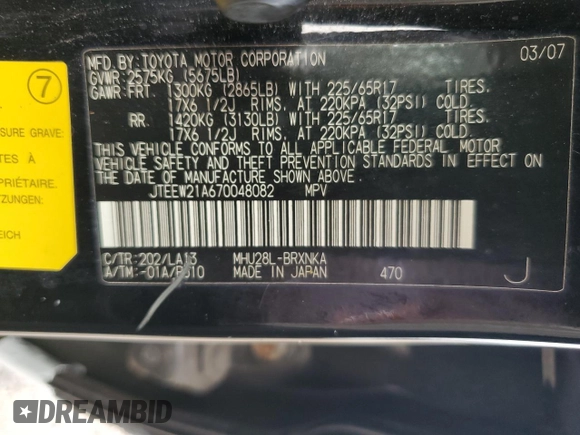 MFD. BY TOYOTA MOTOR CORPORATION 03/07
GVWR 2575KG (5675LB)
GAWR:FRT 1300KG (2865LB) WITH 225/65R17 TIRES,
17X6 1/2J RIMS, AT 220KPA (32PSI) COLD.
RR 1420KG (3130LB) WITH 225/65R17 TIRES,
17X6 1/2J RIMS, AT 220KPA (32PSI) COLD.
THIS VEHICLE CONFORMS TO ALL APPLICABLE FEDERAL MOTOR
VEHICLE SAFETY AND THEFT PREVENTION STANDARDS IN EFFECT ON
THE DATE OF MANUFACTURE SHOWN ABOVE.
JTEEW21A670048082 MPV
C/TR:202/LA13 MHU28L-BRXNKA
A/TM:-01A/P310 MADE IN JAPAN 470 J
7
SURE GRAVE:
TES À
PRIÉTAIRE.
ZUNGEN:
EICH
DREAMBID